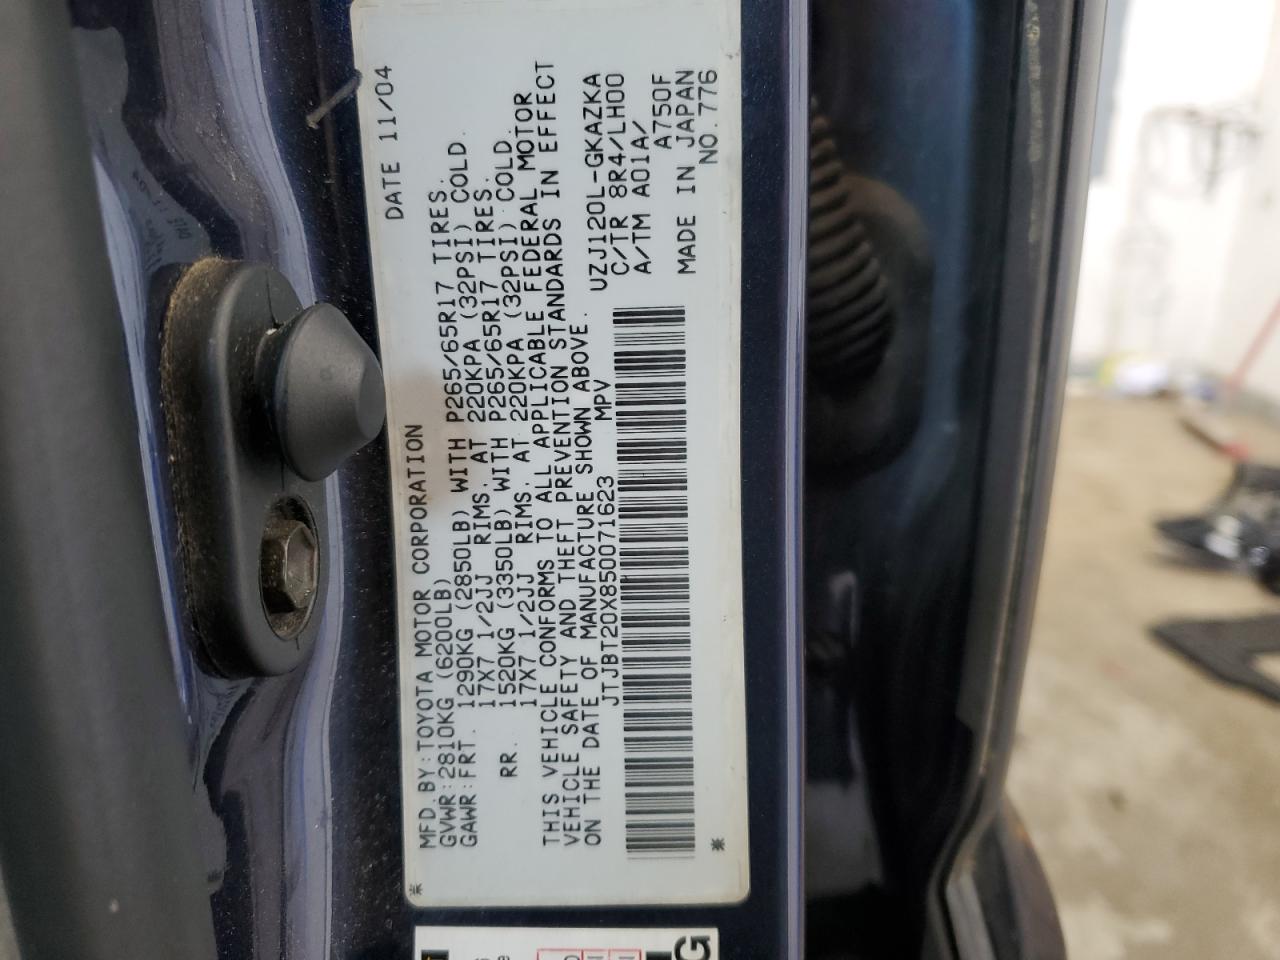 MFD. BY: TOYOTA MOTOR CORPORATION DATE 11/04
GVWR: 2810KG (6200LB)
GAWR: FRT. 1290KG (2850LB) WITH P265/65R17 TIRES.
17X7 1/2JJ RIMS. AT 220KPA (32PSI) COLD.
RR. 1520KG (3350LB) WITH P265/65R17 TIRES.
17X7 1/2JJ RIMS. AT 220KPA (32PSI) COLD.
THIS VEHICLE CONFORMS TO ALL APPLICABLE FEDERAL MOTOR
VEHICLE SAFETY AND THEFT PREVENTION STANDARDS IN EFFECT
ON THE DATE OF MANUFACTURE SHOWN ABOVE.
JTJBT20X850071623 MPV
UZJ120L-GKAZKA
C/TR 8R4/LH00
A/TM A01A/
A750F
MADE IN JAPAN
NO. 776
G